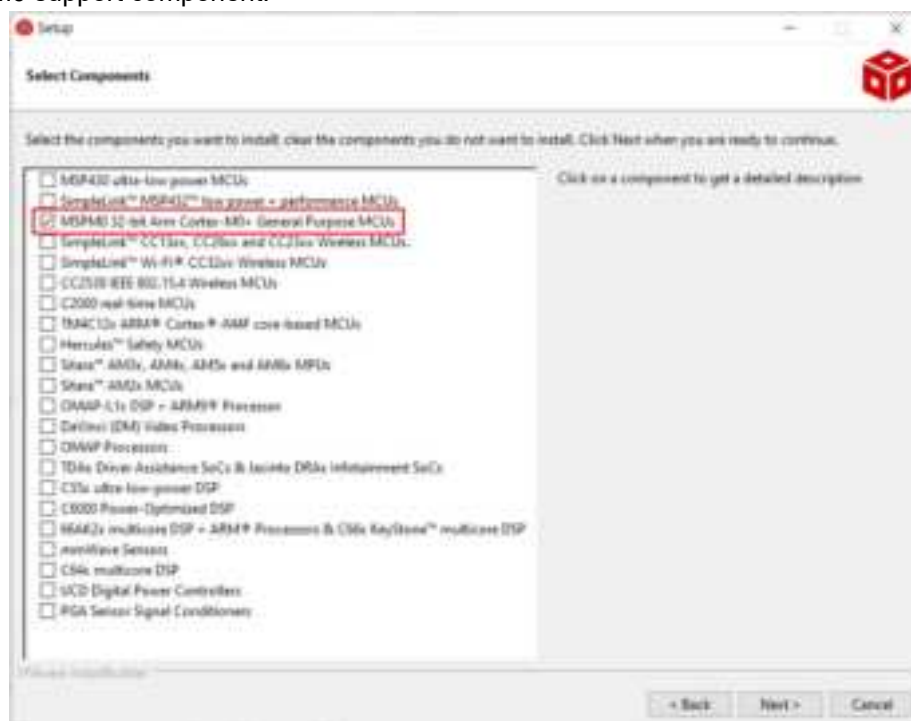 support component.
Setup
Select Components
Select the components you want to install; clear the components you do not want to install. Click Next when you are ready to continue.
MSP430 ultra-low power MCUs
SimpleLink™ MSP432™ low power + performance MCUs
MSPM0 32-bit Arm Cortex-M0+ General Purpose MCUs
SimpleLink™ CC13xx, CC26xx and CC23xx Wireless MCUs.
SimpleLink™ Wi-Fi® CC32xx Wireless MCUs
CC2538 IEEE 802.15.4 Wireless MCUs
C2000 real-time MCUs
TM4C12x ARM® Cortex®-M4F core-based MCUs
Hercules™ Safety MCUs
Sitara™ AM3x, AM4x, AM5x and AM6x MPUs
Sitara™ AM2x MCUs
OMAP-L1x DSP + ARM9® Processor
DaVinci (DM) Video Processors
OMAP Processors
TDAx Driver Assistance SoCs & Jacinto DRAx Infotainment SoCs
C55x ultra-low-power DSP
C6000 Power-Optimized DSP
66AK2x multicore DSP + ARM® Processors & C66x KeyStone™ multicore DSP
mmWave Sensors
C64x multicore DSP
UCD Digital Power Controllers
PGA Sensor Signal Conditioners
Click on a component to get a detailed description
< Back
Next >
Cancel